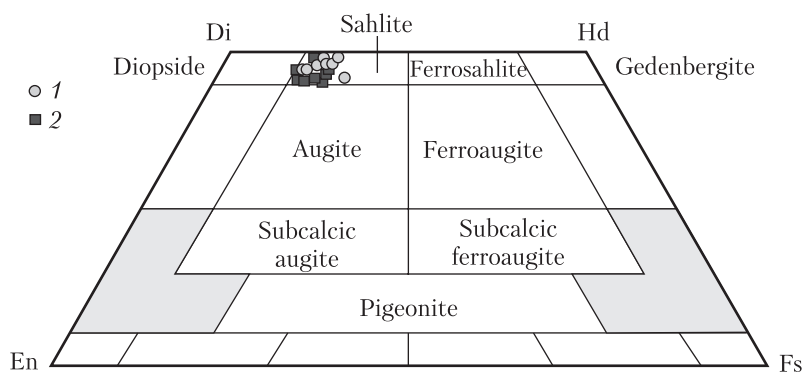 Di
Sahlite
Hd
Diopside
Ferrosahlite
Gedenbergite
1
2
Augite
Ferroaugite
Subcalcic
augite
Subcalcic
ferroaugite
Pigeonite
En
Fs